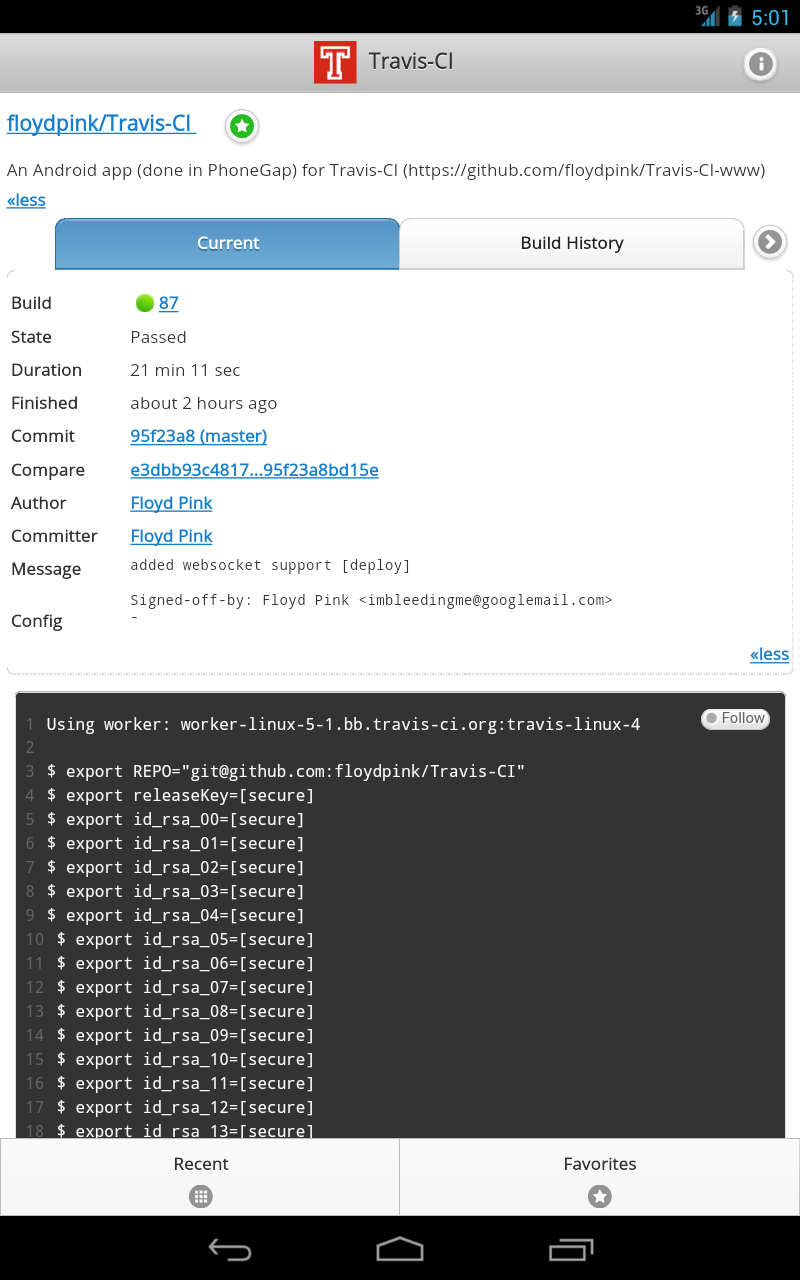 3G 5:01
T Travis-CI
floydpink/Travis-CI
An Android app (done in PhoneGap) for Travis-CI (https://github.com/floydpink/Travis-CI-www)
«less
Current Build History
Build 87
State Passed
Duration 21 min 11 sec
Finished about 2 hours ago
Commit 95f23a8 (master)
Compare e3dbb93c4817...95f23a8bd15e
Author Floyd Pink
Committer Floyd Pink
Message added websocket support [deploy]
Signed-off-by: Floyd Pink <imbleedingme@googlemail.com>
Config -
«less
1 Using worker: worker-linux-5-1.bb.travis-ci.org:travis-linux-4 Follow
2
3 $ export REPO="git@github.com:floydpink/Travis-CI"
4 $ export releaseKey=[secure]
5 $ export id_rsa_00=[secure]
6 $ export id_rsa_01=[secure]
7 $ export id_rsa_02=[secure]
8 $ export id_rsa_03=[secure]
9 $ export id_rsa_04=[secure]
10 $ export id_rsa_05=[secure]
11 $ export id_rsa_06=[secure]
12 $ export id_rsa_07=[secure]
13 $ export id_rsa_08=[secure]
14 $ export id_rsa_09=[secure]
15 $ export id_rsa_10=[secure]
16 $ export id_rsa_11=[secure]
17 $ export id_rsa_12=[secure]
18 $ export id_rsa_13=[secure]
Recent Favorites